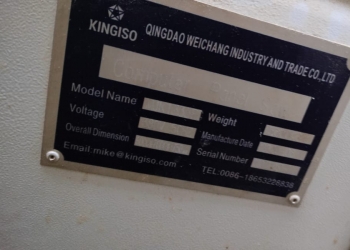 KINGISO QINGDAO WEICHANG INDUSTRY AND TRADE CO.,LTD
Model Name
Voltage Weight
Overall Dimension Manufacture Date
Email:mike@kingiso.com Serial Number
TEL:0086-18653226838